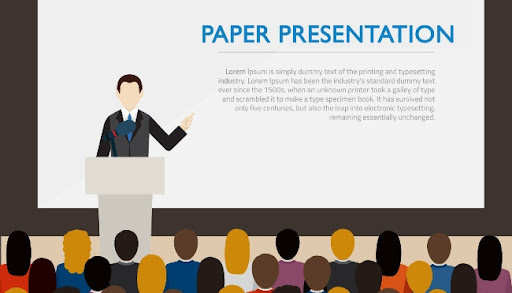 PAPER PRESENTATION
Lorem Ipsum is simply dummy text of the printing and typesetting
industry. Lorem Ipsum has been the industry's standard dummy text
ever since the 1500s, when an unknown printer took a galley of type
and scrambled it to make a type specimen book. It has survived not
only five centuries, but also the leap into electronic typesetting,
remaining essentially unchanged.